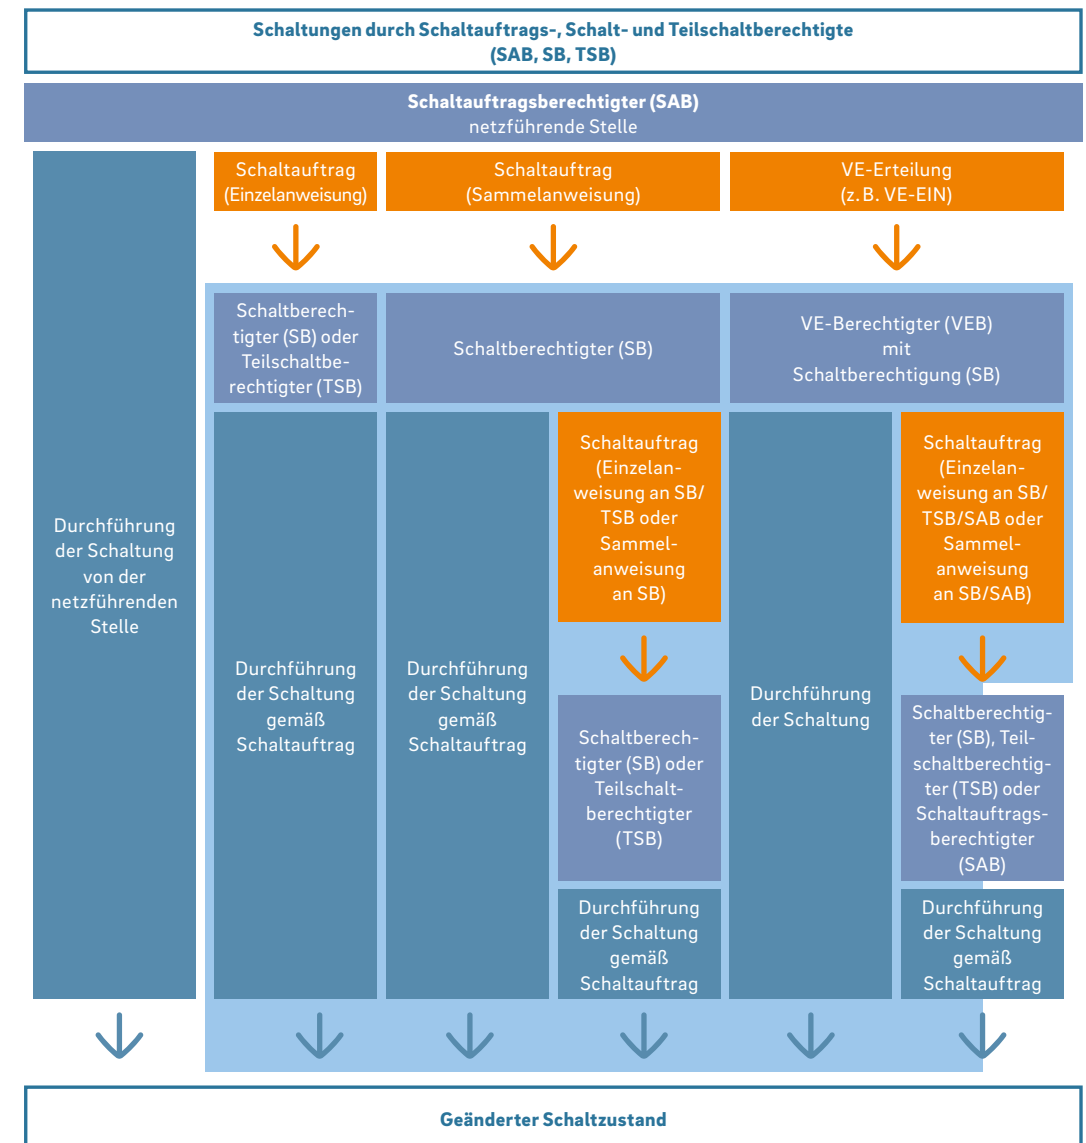 Schaltungen durch Schaltauftrags-, Schalt- und Teilschaltberechtigte
(SAB, SB, TSB)
Schaltauftragsberechtigter (SAB)
netzführende Stelle
Schaltauftrag
(Einzelanweisung)
Schaltauftrag
(Sammelanweisung)
VE-Erteilung
(z. B. VE-EIN)
Schaltberech-
tigter (SB) oder
Teilschaltbe-
rechtigter (TSB)
Schaltberechtigter (SB)
VE-Berechtigter (VEB)
mit
Schaltberechtigung (SB)
Durchführung
der Schaltung
von der
netzführenden
Stelle
Durchführung
der Schaltung
gemäß
Schaltauftrag
Durchführung
der Schaltung
gemäß
Schaltauftrag
Schaltauftrag
(Einzelan-
weisung an SB/
TSB oder
Sammel-
anweisung
an SB)
Schaltberech-
tigter (SB) oder
Teilschalt-
berechtigter
(TSB)
Durchführung
der Schaltung
gemäß
Schaltauftrag
Durchführung
der Schaltung
Schaltauftrag
(Einzelan-
weisung an SB/
TSB/SAB oder
Sammel-
anweisung
an SB/SAB)
Schaltberechtig-
ter (SB), Teil-
schaltberechtig-
ter (TSB) oder
Schaltauftrags-
berechtigter
(SAB)
Durchführung
der Schaltung
gemäß
Schaltauftrag
Geänderter Schaltzustand